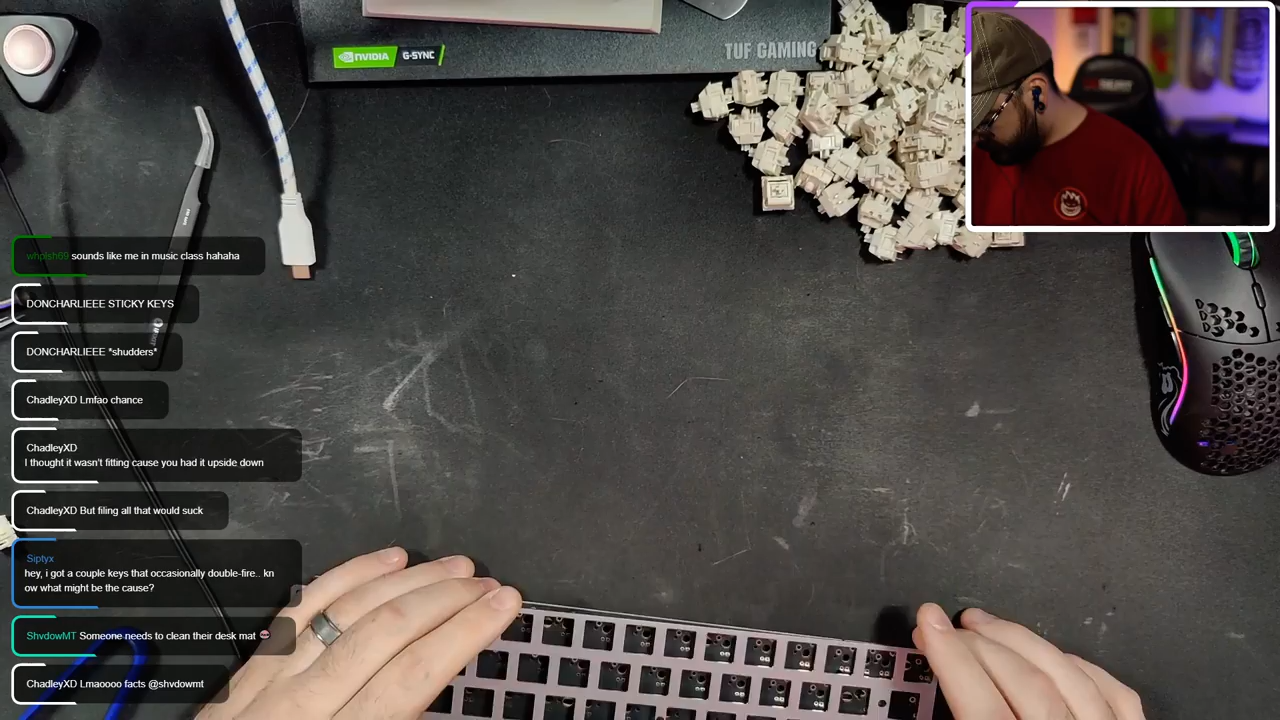 NVIDIA G-SYNC
TUF GAMING
whplsh69 sounds like me in music class hahaha
DONCHARLIEEE STICKY KEYS
DONCHARLIEEE *shudders*
ChadleyXD Lmfao chance
ChadleyXD
I thought it wasn't fitting cause you had it upside down
ChadleyXD But filing all that would suck
Siptyx
hey, i got a couple keys that occasionally double-fire.. kn
ow what might be the cause?
ShvdowMT Someone needs to clean their desk mat
ChadleyXD Lmaoooo facts @shvdowmt